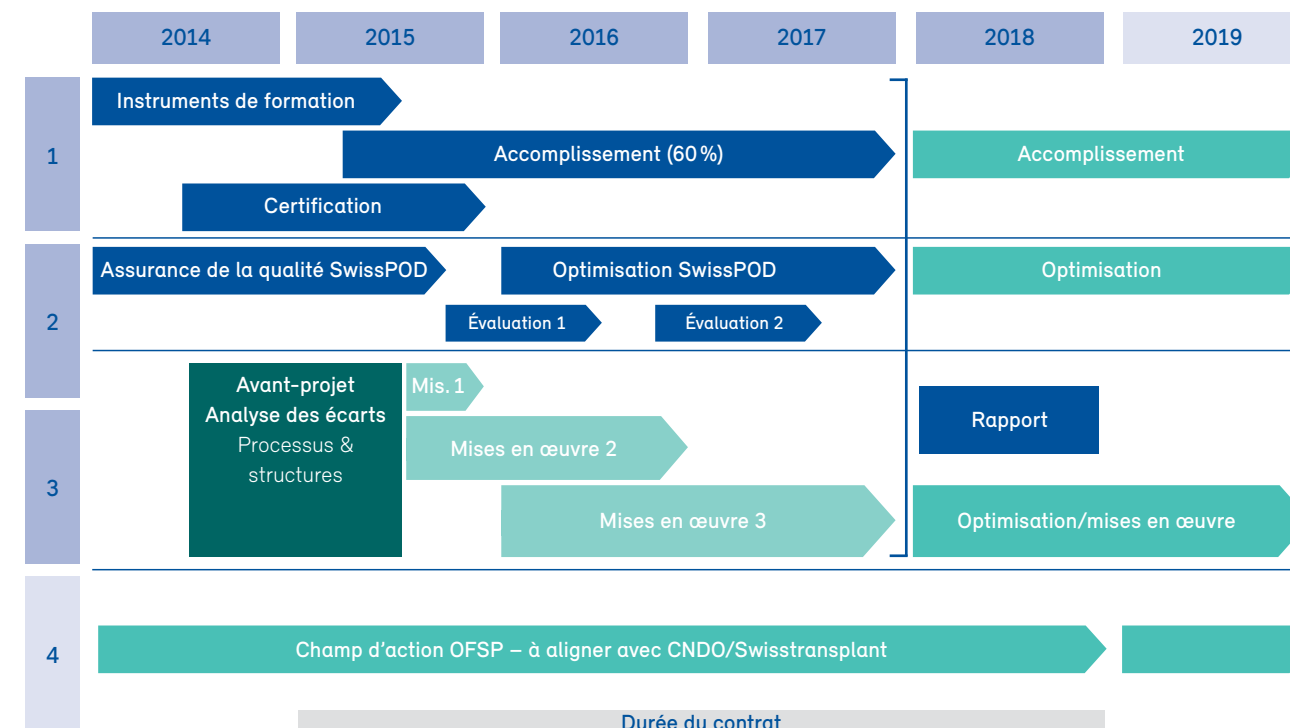 2014
2015
2016
2017
2018
2019
1
Instruments de formation
Accomplissement (60 %)
Accomplissement
Certification
2
Assurance de la qualité SwissPOD
Optimisation SwissPOD
Optimisation
Évaluation 1
Évaluation 2
3
Avant-projet
Analyse des écarts
Processus &
structures
Mis. 1
Mises en œuvre 2
Mises en œuvre 3
Rapport
Optimisation/mises en œuvre
4
Champ d’action OFSP – à aligner avec CNDO/Swisstransplant
Durée du contrat